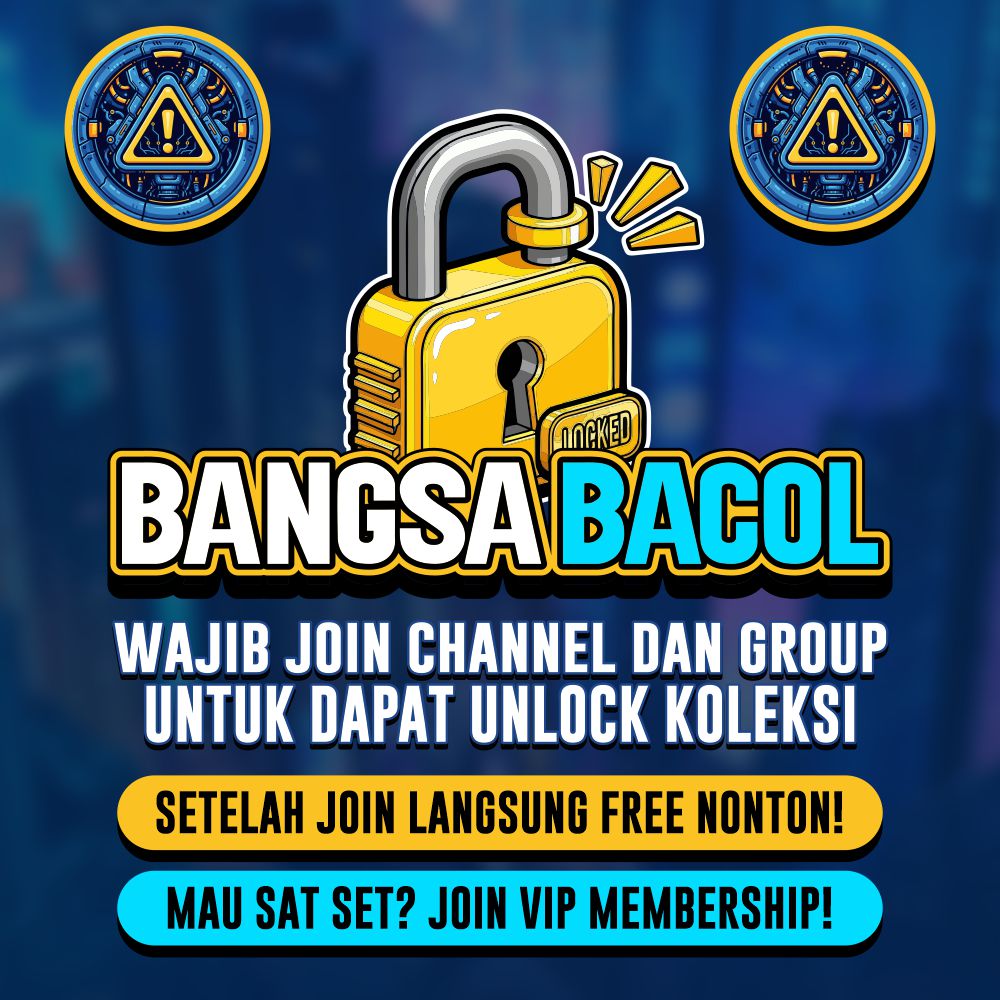 LOCKED
BANGSA BACOL
WAJIB JOIN CHANNEL DAN GROUP
UNTUK DAPAT UNLOCK KOLEKSI
SETELAH JOIN LANGSUNG FREE NONTON!
MAU SAT SET? JOIN VIP MEMBERSHIP!